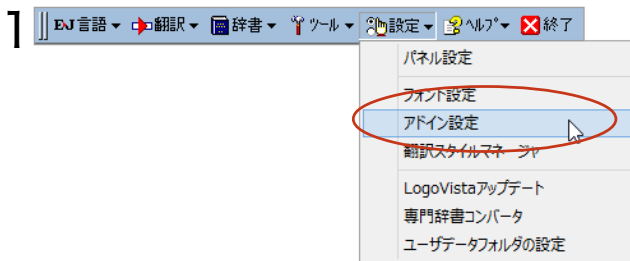 1
EJ 言語 翻訳 辞書 ツール 設定 ヘルプ 終了
パネル設定
フォント設定
アドイン設定
翻訳スタイルマネージャ
LogoVistaアップデート
専門辞書コンバータ
ユーザデータフォルダの設定